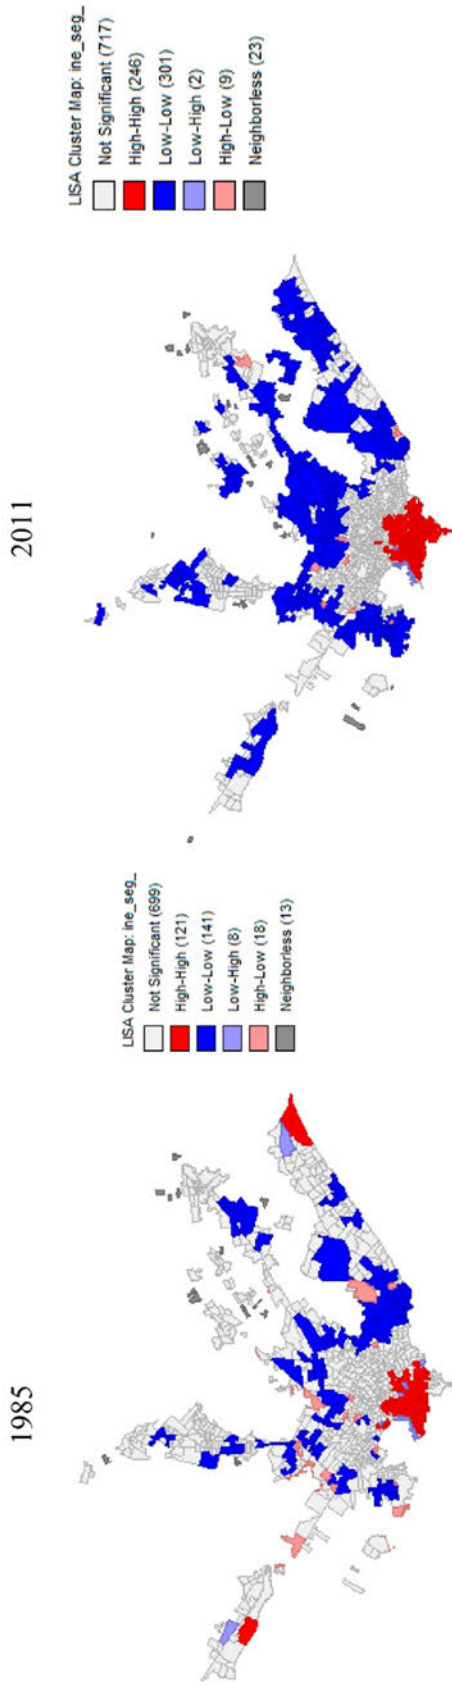 1985
LISA Cluster Map: ine_seg_
Not Significant (699)
High-High (121)
Low-Low (141)
Low-High (8)
High-Low (18)
Neighborless (13)
2011
LISA Cluster Map: ine_seg_
Not Significant (717)
High-High (246)
Low-Low (301)
Low-High (2)
High-Low (9)
Neighborless (23)